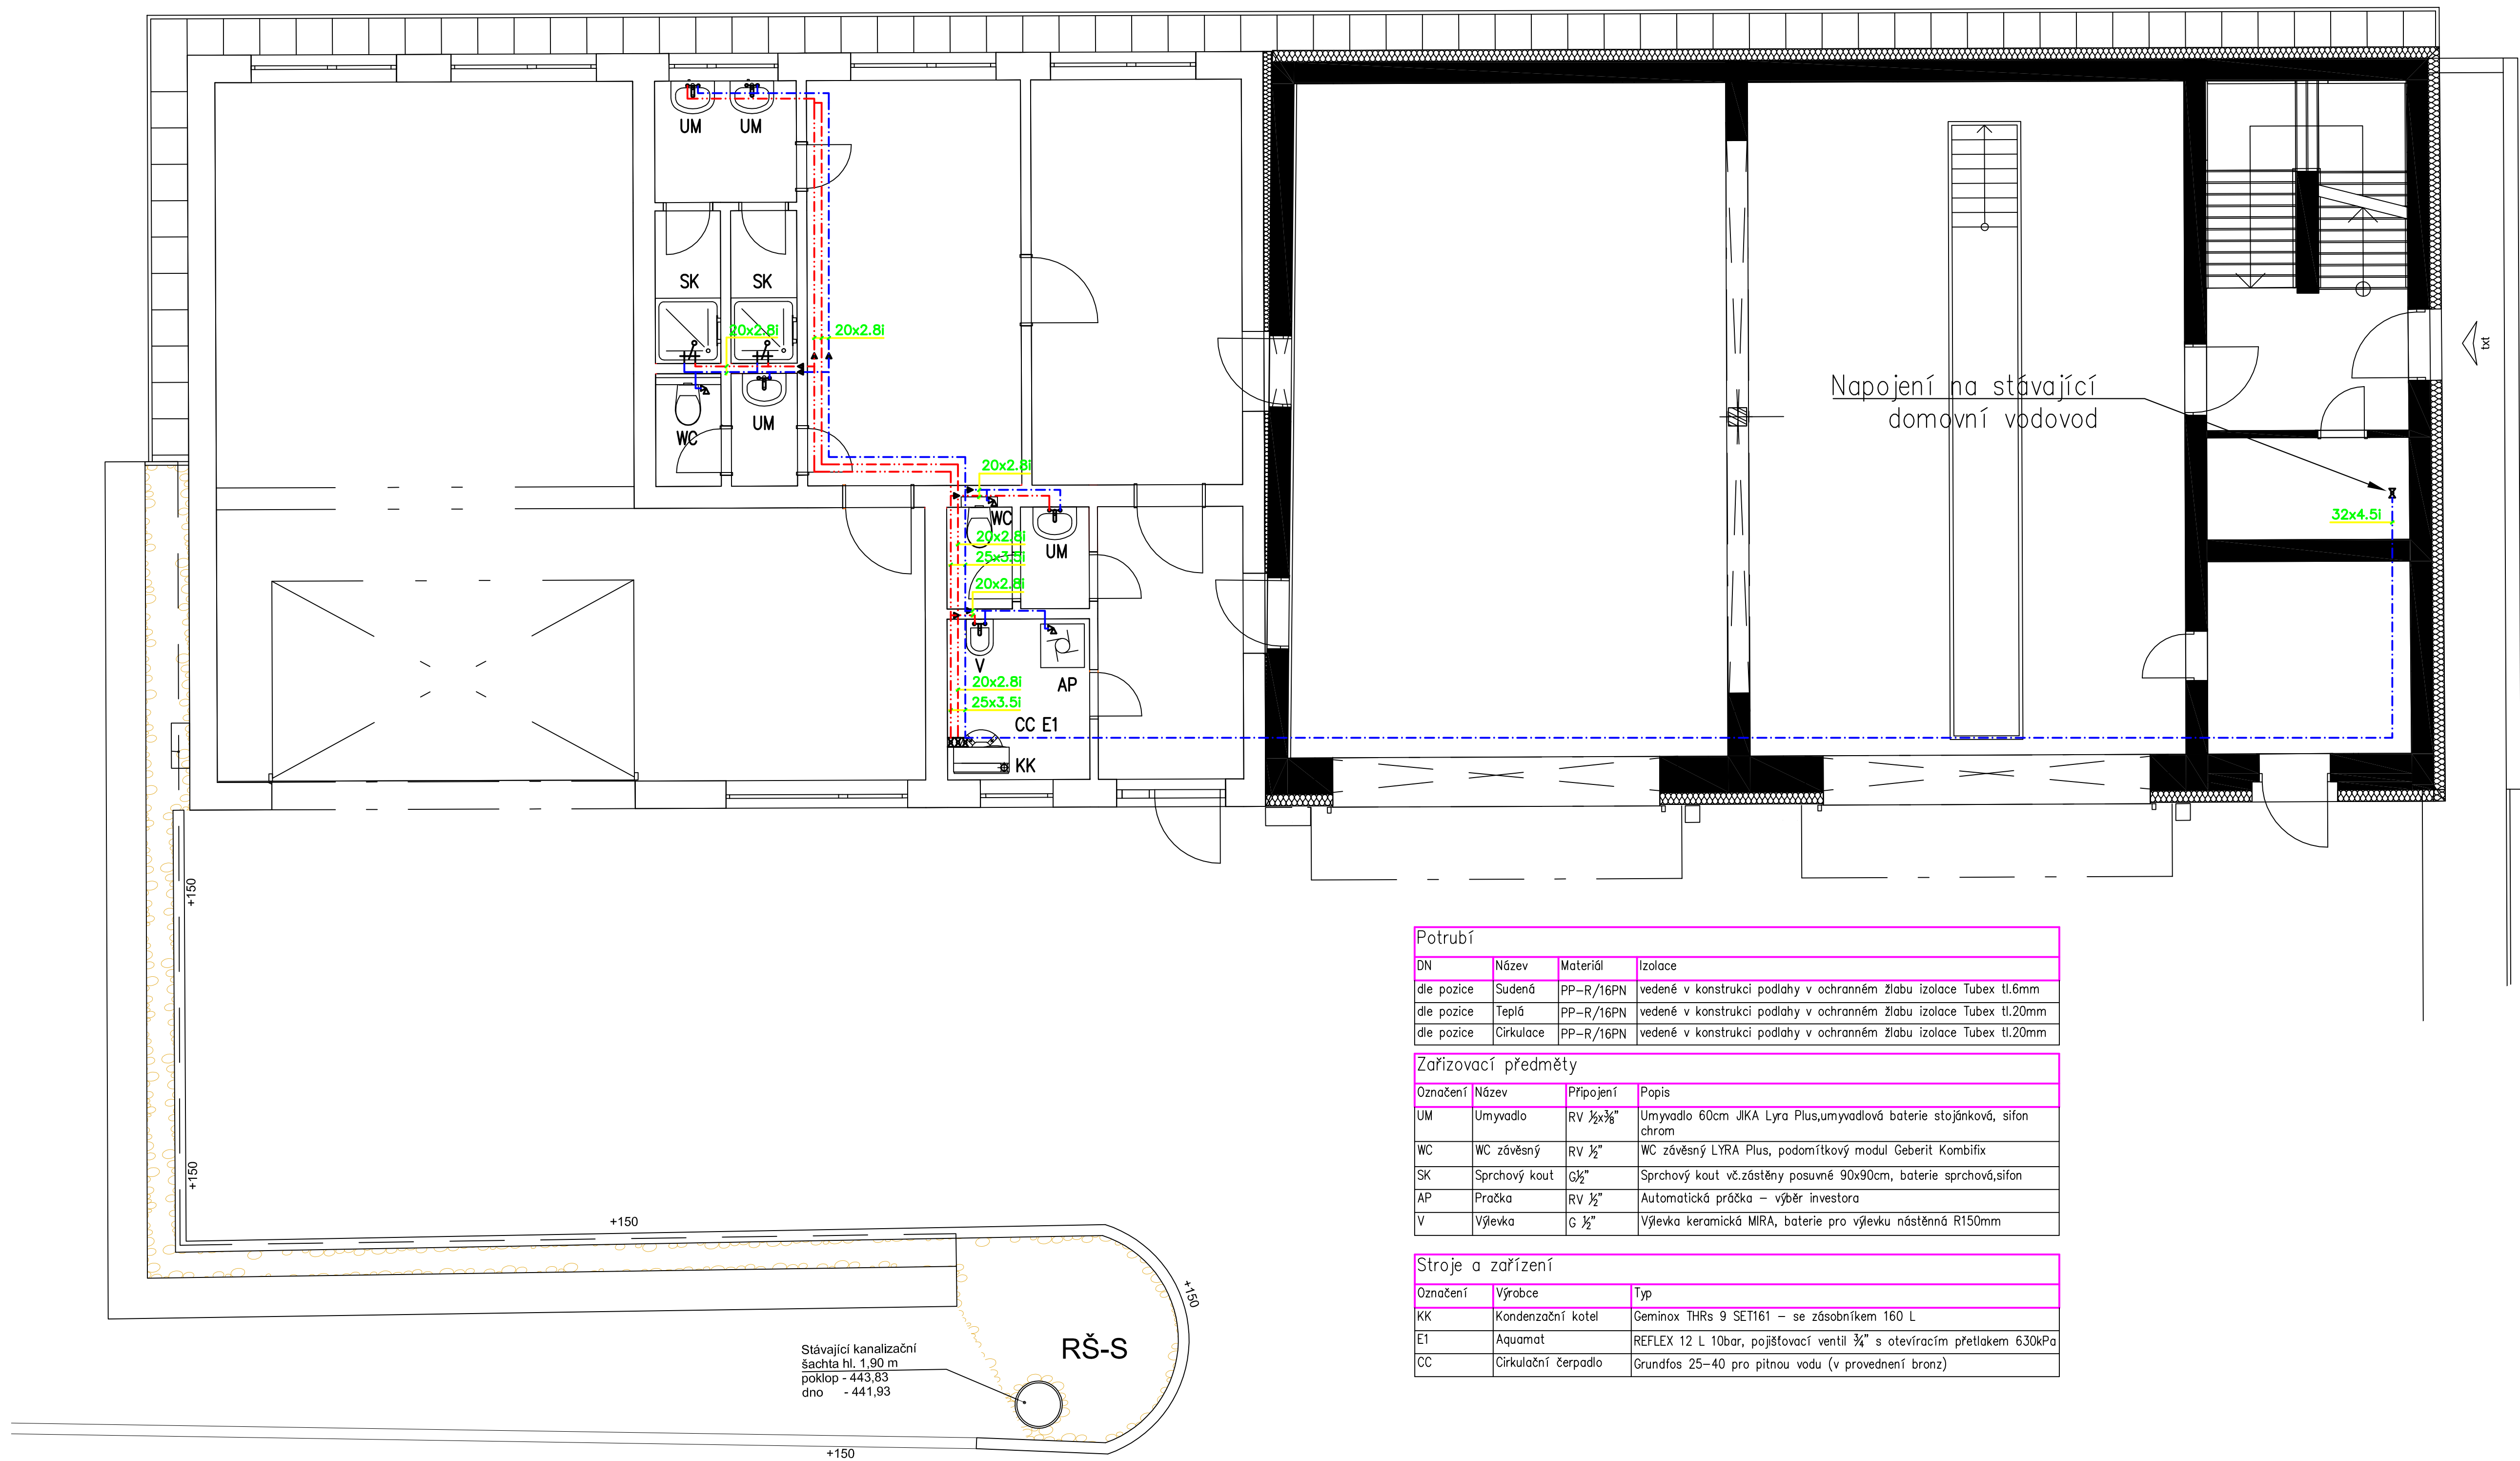 UM UM
SK SK
20x2.8i 20x2.8i
WC UM
Napojení na stávající
domovní vodovod
txt
20x2.8i
WC
32x4.5i
20x2.8i
UM
25x3.5i
20x2.8i
V
20x2.8i AP
25x3.5i
CC E1
KK
+150
+150
+150
+150
+150
RŠ-S
Stávající kanalizační
šachta hl. 1,90 m
poklop - 443,83
dno - 441,93
Potrubí
DN Název Materiál Izolace
dle pozice Sudená PP-R/16PN vedené v konstrukci podlahy v ochranném žlabu izolace Tubex tl.6mm
dle pozice Teplá PP-R/16PN vedené v konstrukci podlahy v ochranném žlabu izolace Tubex tl.20mm
dle pozice Cirkulace PP-R/16PN vedené v konstrukci podlahy v ochranném žlabu izolace Tubex tl.20mm
Zařizovací předměty
Označení Název Připojení Popis
UM Umyvadlo RV ½x⅜" Umyvadlo 60cm JIKA Lyra Plus,umyvadlová baterie stojánková, sifon
chrom
WC WC závěsný RV ½" WC závěsný LYRA Plus, podomítkový modul Geberit Kombifix
SK Sprchový kout G½" Sprchový kout vč.zástěny posuvné 90x90cm, baterie sprchová,sifon
AP Pračka RV ½" Automatická práčka – výběr investora
V Výlevka G ½" Výlevka keramická MIRA, baterie pro výlevku nástěnná R150mm
Stroje a zařízení
Označení Výrobce Typ
KK Kondenzační kotel Geminox THRs 9 SET161 – se zásobníkem 160 L
E1 Aquamat REFLEX 12 L 10bar, pojišťovací ventil ¾" s otevíracím přetlakem 630kPa
CC Cirkulační čerpadlo Grundfos 25-40 pro pitnou vodu (v provednení bronz)